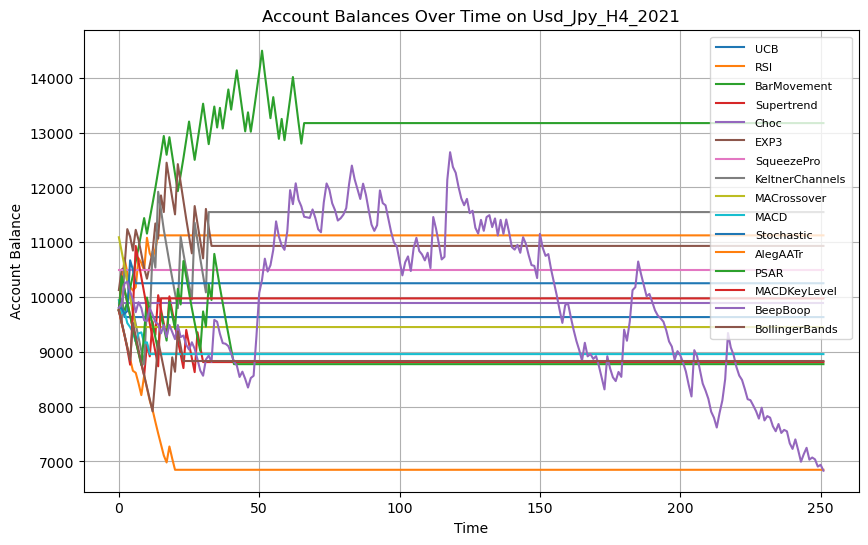 Account Balances Over Time on Usd_Jpy_H4_2021
Account Balance
14000
13000
12000
11000
10000
9000
8000
7000
UCB
RSI
BarMovement
Supertrend
Choc
EXP3
SqueezePro
KeltnerChannels
MACrossover
MACD
Stochastic
AlegAATr
PSAR
MACDKeyLevel
BeepBoop
BollingerBands
0 50 100 150 200 250
Time